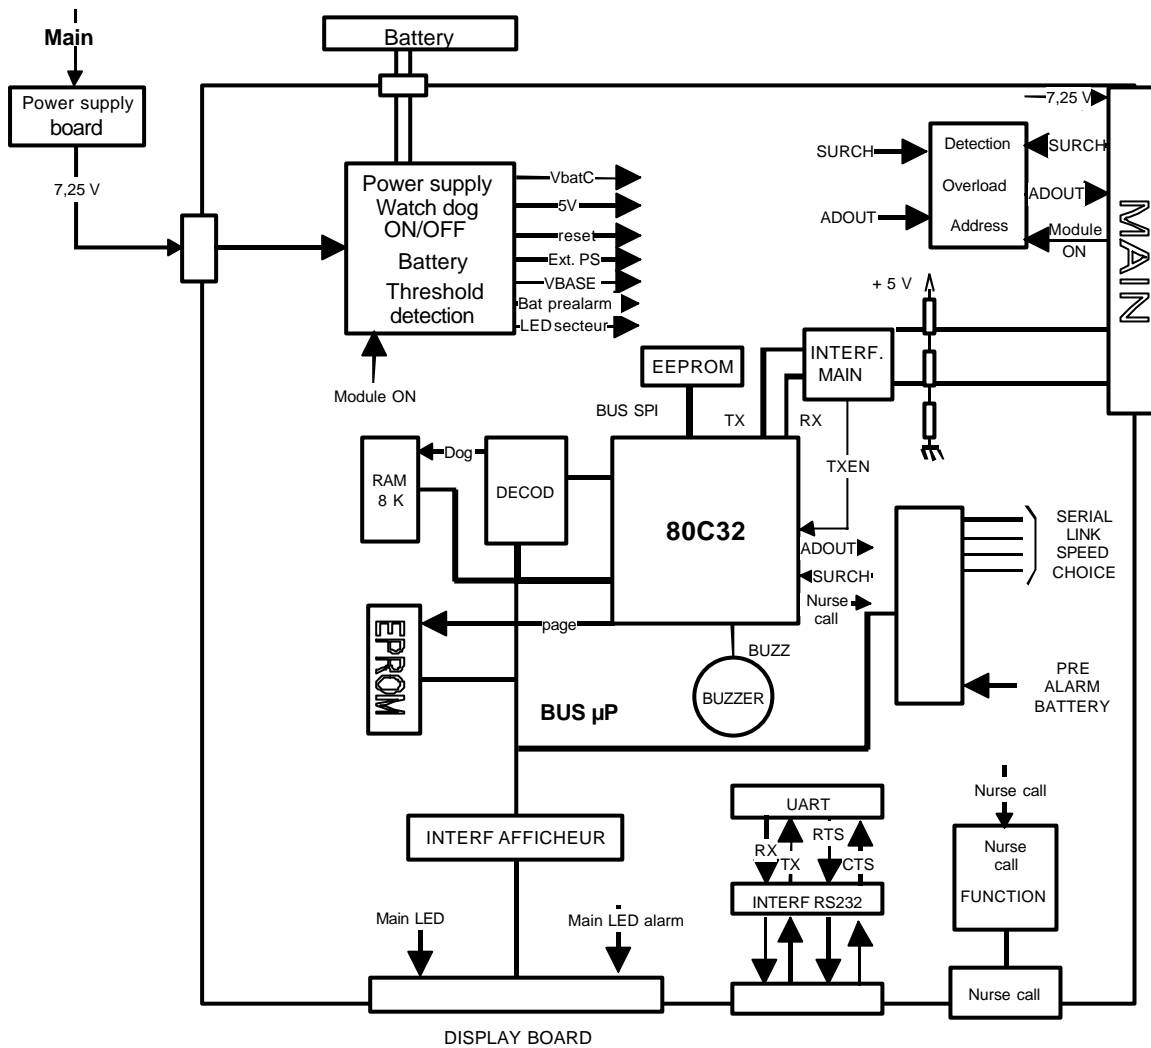 Main
Battery
Power supply
board
7,25 V
7,25 V
SURCH
Detection
SURCH
Overload
ADOUT
ADOUT
Address
Module
ON
MAIN
Power supply
Watch dog
ON/OFF
Battery
Threshold
detection
VbatC
5V
reset
Ext. PS
VBASE
Bat prealarm
LED secteur
Module ON
+ 5 V
INTERF.
MAIN
EEPROM
BUS SPI
TX
RX
TXEN
RAM
8 K
Dog
DECOD
80C32
ADOUT
SURCH
Nurse
call
SERIAL
LINK
SPEED
CHOICE
EPROM
page
BUZZ
BUZZER
PRE
ALARM
BATTERY
BUS µP
INTERF AFFICHEUR
UART
RX
TX
RTS
CTS
INTERF RS232
Nurse call
Nurse
call
FUNCTION
Main LED
Main LED alarm
Nurse call
DISPLAY BOARD